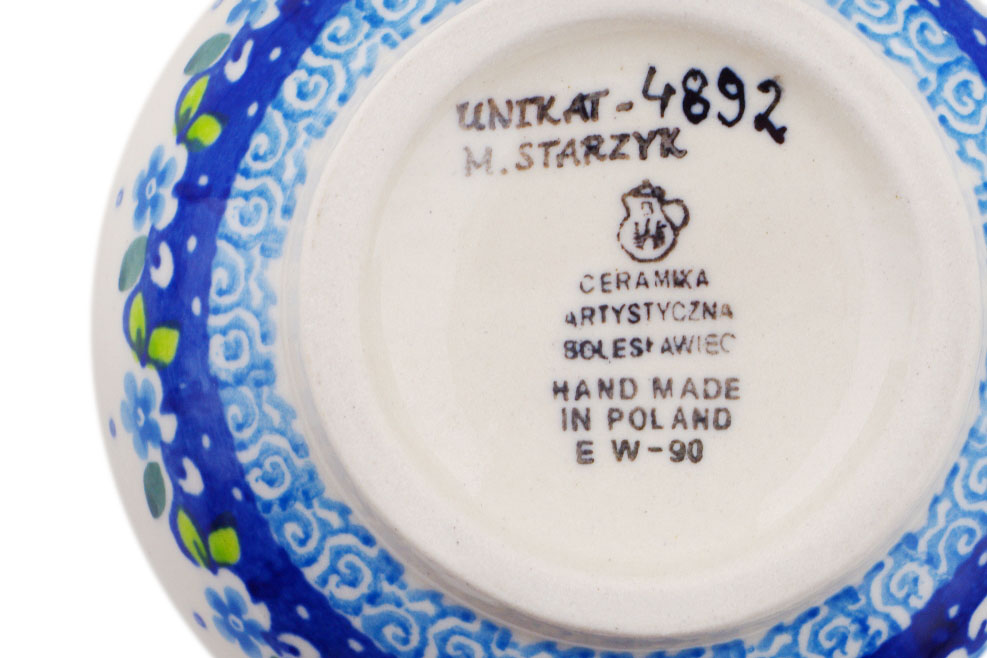 UNIKAT-4892
M. STARZYK
B
W
CERAMIKA
ARTYSTYCZNA
BOLESŁAWIEC
HAND MADE
IN POLAND
E W-90